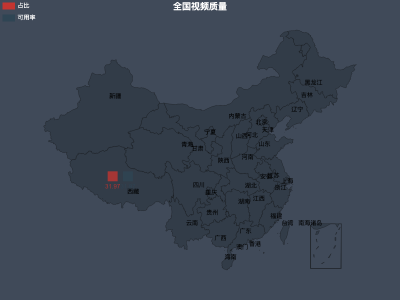 全国视频质量
占比
可用率
黑龙江
吉林
辽宁
新疆
内蒙古
北京
天津
宁夏
山西
河北
山东
青海
甘肃
河南
陕西
西藏
四川
重庆
湖北
安徽
江苏
上海
浙江
湖南
江西
贵州
云南
福建
台湾
南海诸岛
广西
广东
香港
澳门
海南